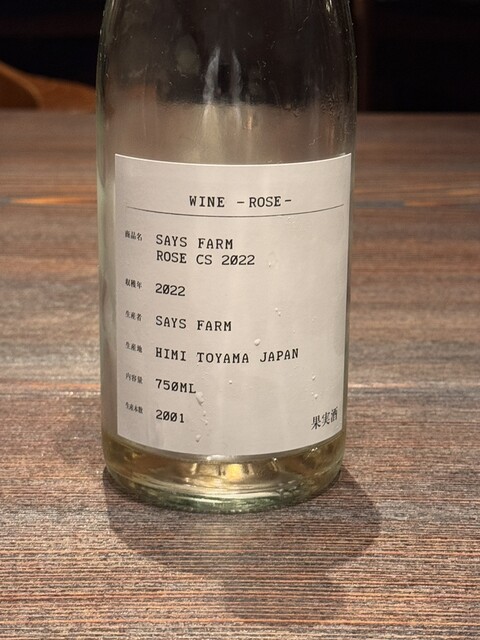 WINE -ROSE-
商品名 SAYS FARM
ROSE CS 2022
収穫年 2022
生産者 SAYS FARM
生産地 HIMI TOYAMA JAPAN
内容量 750ML
生産本数 2001
果実酒